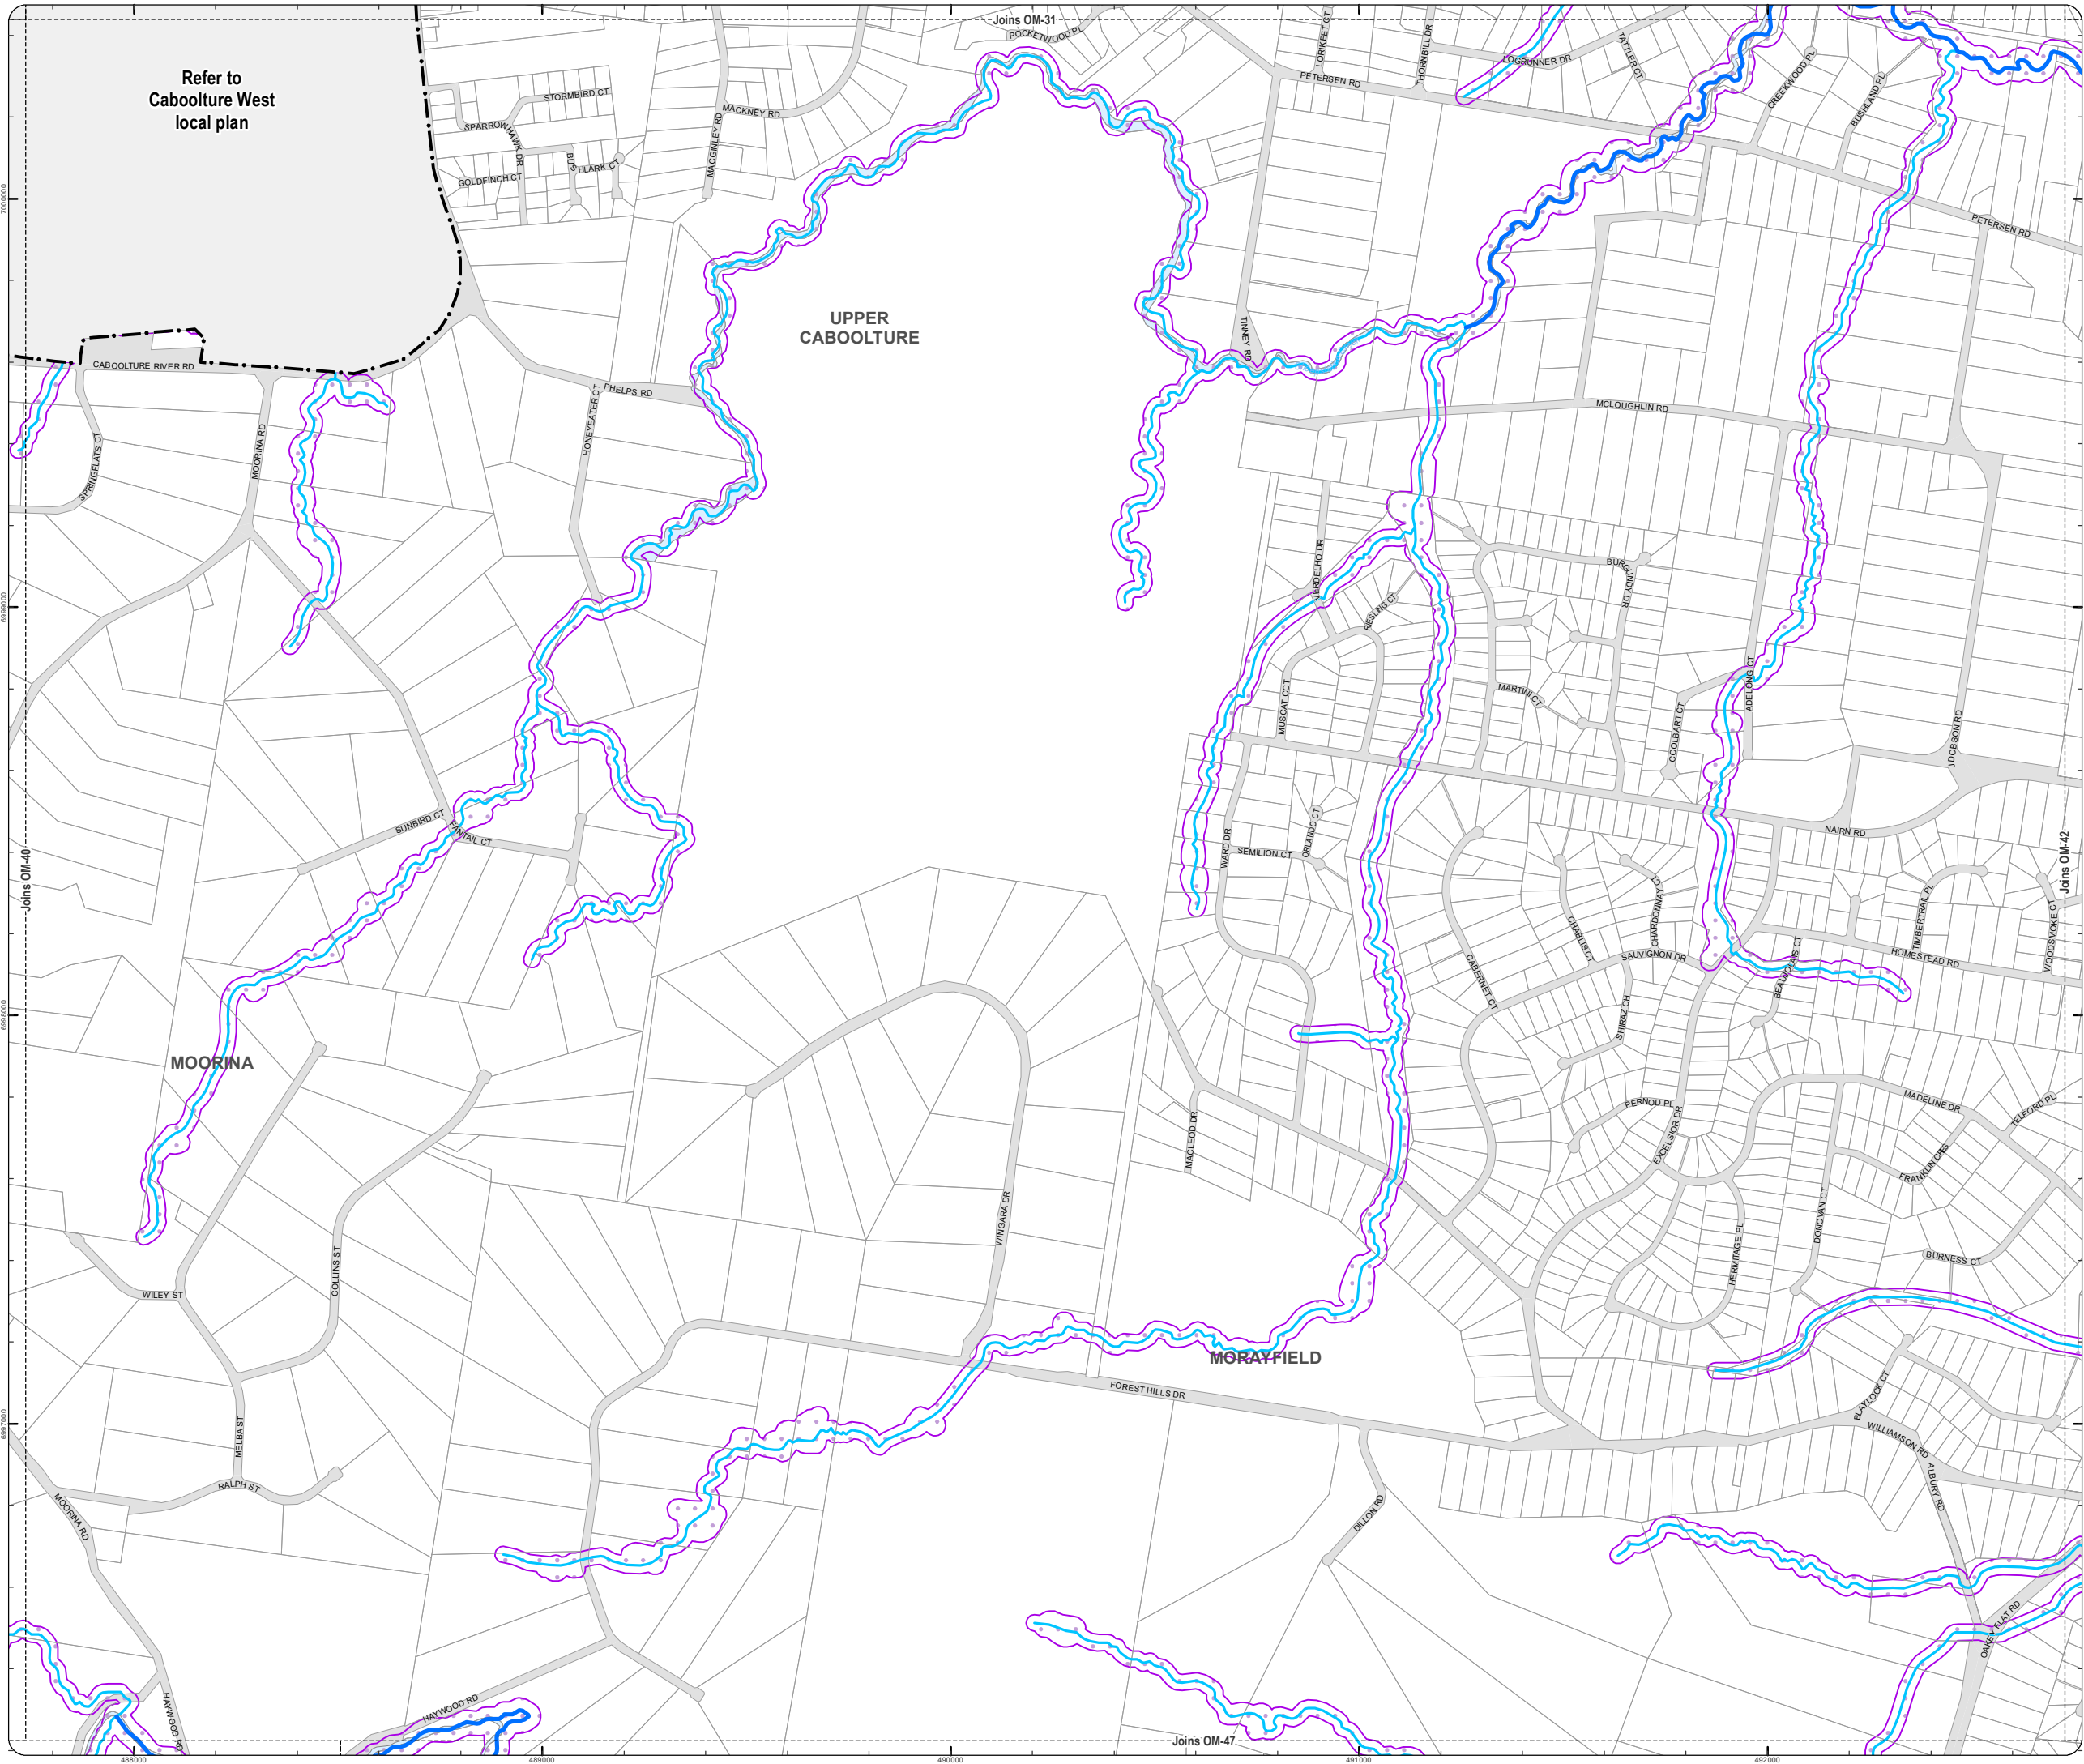 Joins OM-31
Refer to
Caboolture West
local plan
POCKETWOOD PL
LORIKEET CT
THORNBILL DR
LOGRUNNER DR
TATTLER CT
CREEKWOOD PL
BUSHLAND PL
PETERSEN RD
STORMBIRD CT
SPARROWHAWK DR
MACKNEY RD
MACGINLEY RD
BUSHLARK CT
GOLDFINCH CT
7000000
PETERSEN RD
UPPER
CABOOLTURE
TINNEY RD
CABOOLTURE RIVER RD
PHELPS RD
HONEYEATER CT
MCLOUGHLIN RD
SPRINGFLATS CT
MOORINA RD
VERDELHO DR
RIESLING CT
BURGUNDY DR
6999000
MUSCAT CCT
MARTINI CT
COOLBART CT
ADELONG CT
J DOBSON RD
SUNBIRD CT
FANTAIL CT
WARD DR
SEMILION CT
ORLANDO CT
NAIRN RD
Joins OM-40
Joins OM-42
CHABLIS CT
CHARDONNAY CT
TIMBERTRAIL PL
WOODSMOKE CT
CABERNET CT
SAUVIGNON DR
BEAUJOLAIS CT
HOMESTEAD RD
SHIRAZ CH
6998000
MOORINA
MACLEOD DR
PERNOD PL
EXCELSIOR DR
MADELINE DR
TELFORD PL
FRANKLIN CRES
WINGARA DR
COLLINS ST
DONOVAN CT
HERMITAGE PL
BURNESS CT
WILEY ST
MORAYFIELD
FOREST HILLS DR
BLAYLOCK CT
6997000
MELBA ST
WILLIAMSON RD
RALPH ST
ALBURY RD
MOORINA RD
DILLON RD
OAKEY FLAT RD
HAYWOOD RD
HAYWOOD RD
Joins OM-47
488000
489000
490000
491000
492000